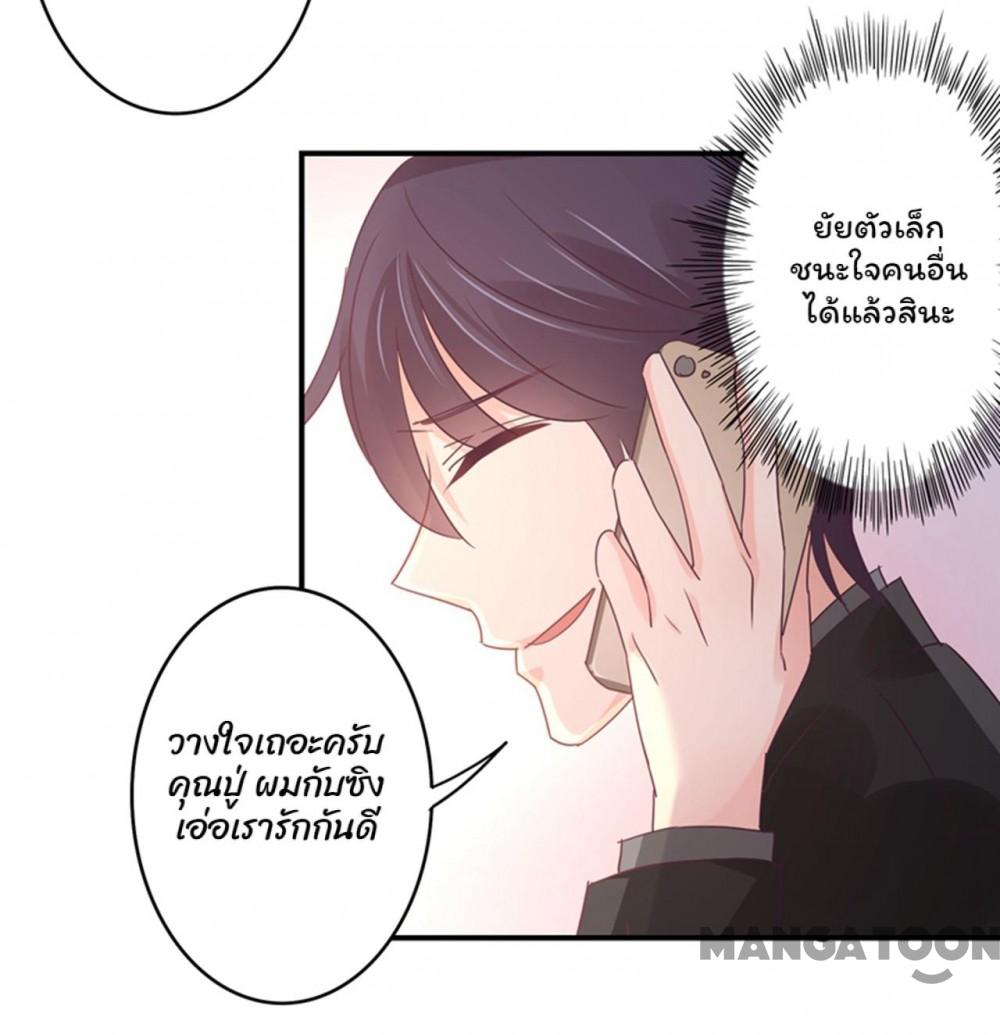 ยัยตัวเล็ก
ชนะใจคนอื่น
ได้แล้วสินะ
วางใจเถอะครับ
คุณปู่ ผมกับซิง
เอ่อเรารักกันดี
MANGATOON